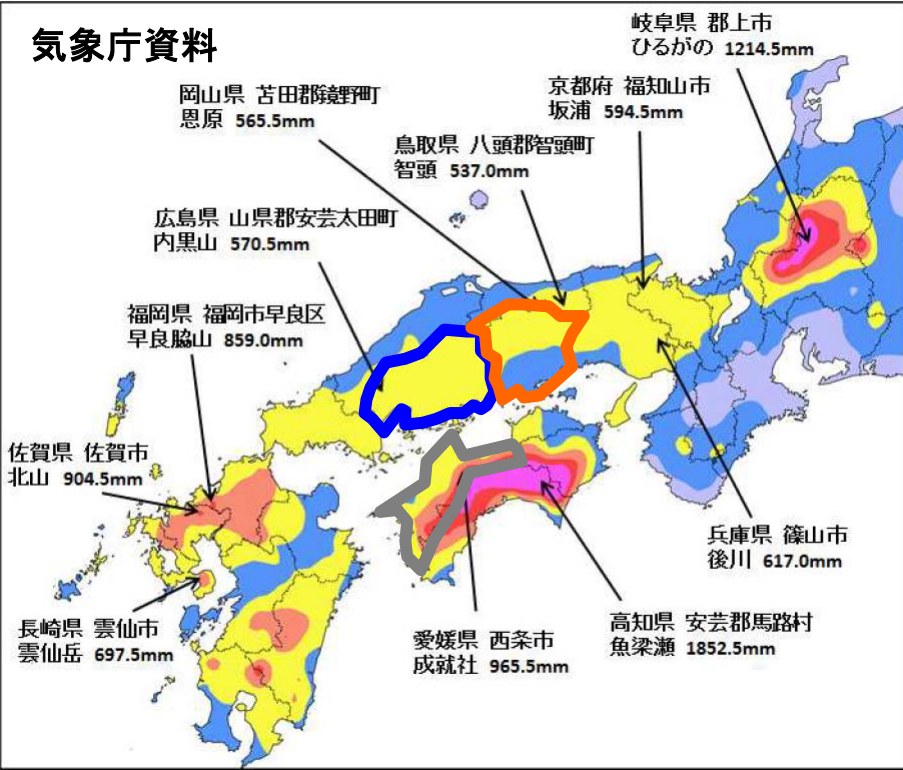 気象庁資料
岐阜県 郡上市
ひるがの 1214.5mm
岡山県 苫田郡鏡野町
恩原 565.5mm
京都府 福知山市
坂浦 594.5mm
鳥取県 八頭郡智頭町
智頭 537.0mm
広島県 山県郡安芸太田町
内黒山 570.5mm
福岡県 福岡市早良区
早良脇山 859.0mm
佐賀県 佐賀市
北山 904.5mm
兵庫県 篠山市
後川 617.0mm
長崎県 雲仙市
雲仙岳 697.5mm
愛媛県 西条市
成就社 965.5mm
高知県 安芸郡馬路村
魚梁瀬 1852.5mm